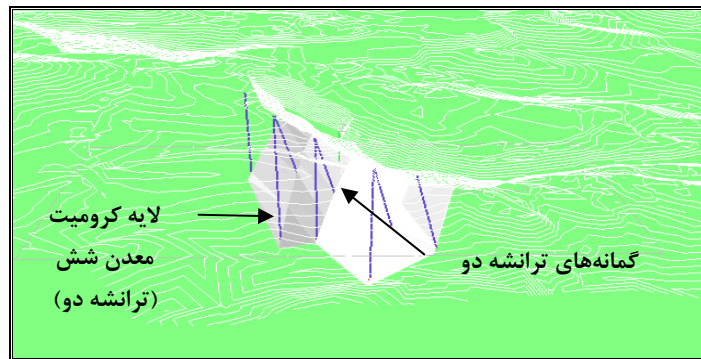 لایه کرومیت
معدن شش
(ترانشه دو)
گمانه‌های ترانشه دو